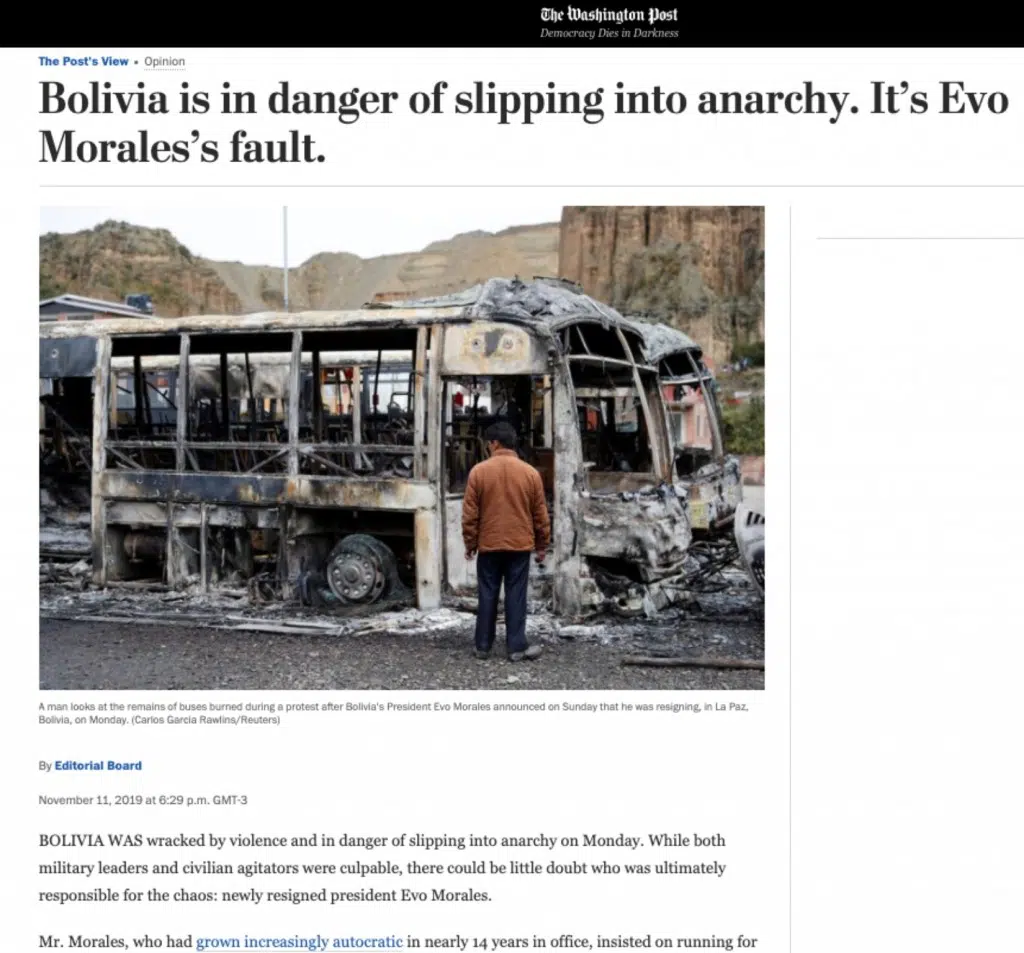 The Washington Post
Democracy Dies in Darkness
The Post's View • Opinion
Bolivia is in danger of slipping into anarchy. It’s Evo
Morales’s fault.
A man looks at the remains of buses burned during a protest after Bolivia's President Evo Morales announced on Sunday that he was resigning, in La Paz,
Bolivia, on Monday. (Carlos Garcia Rawlins/Reuters)
By Editorial Board
November 11, 2019 at 6:29 p.m. GMT-3
BOLIVIA WAS wracked by violence and in danger of slipping into anarchy on Monday. While both
military leaders and civilian agitators were culpable, there could be little doubt who was ultimately
responsible for the chaos: newly resigned president Evo Morales.
Mr. Morales, who had grown increasingly autocratic in nearly 14 years in office, insisted on running for